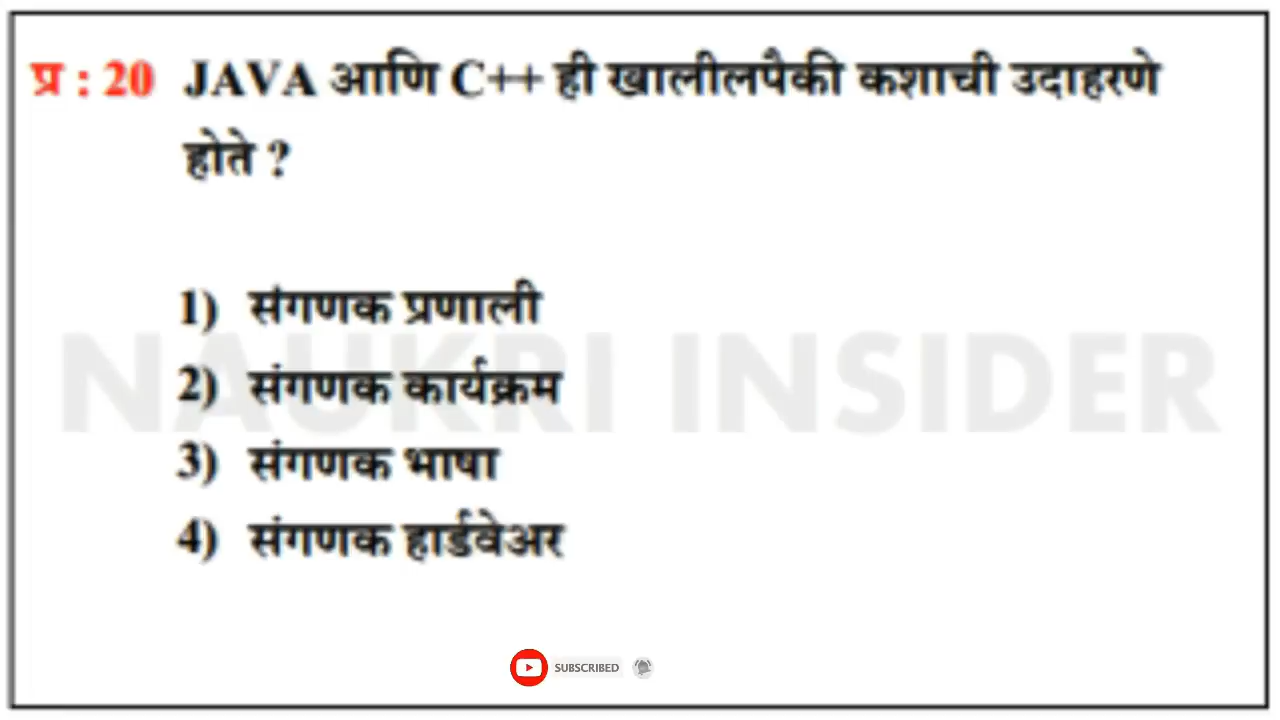 प्र : 20 JAVA आणि C++ ही खालीलपैकी कशाची उदाहरणे
होते ?
1) संगणक प्रणाली
2) संगणक कार्यक्रम
NAUKRI INSIDER
3) संगणक भाषा
4) संगणक हार्डवेअर
SUBSCRIBED